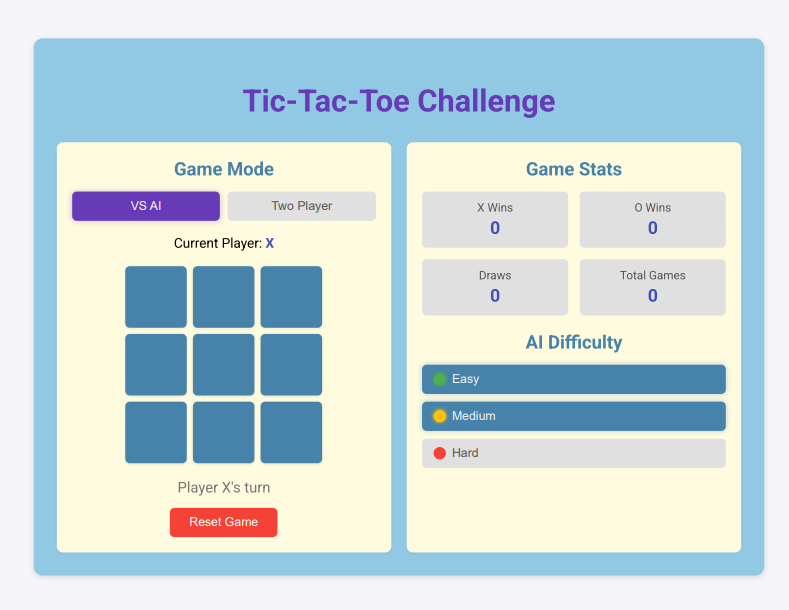 Tic-Tac-Toe Challenge
Game Mode
VS AI
Two Player
Current Player: X
Player X's turn
Reset Game
Game Stats
X Wins
0
O Wins
0
Draws
0
Total Games
0
AI Difficulty
Easy
Medium
Hard